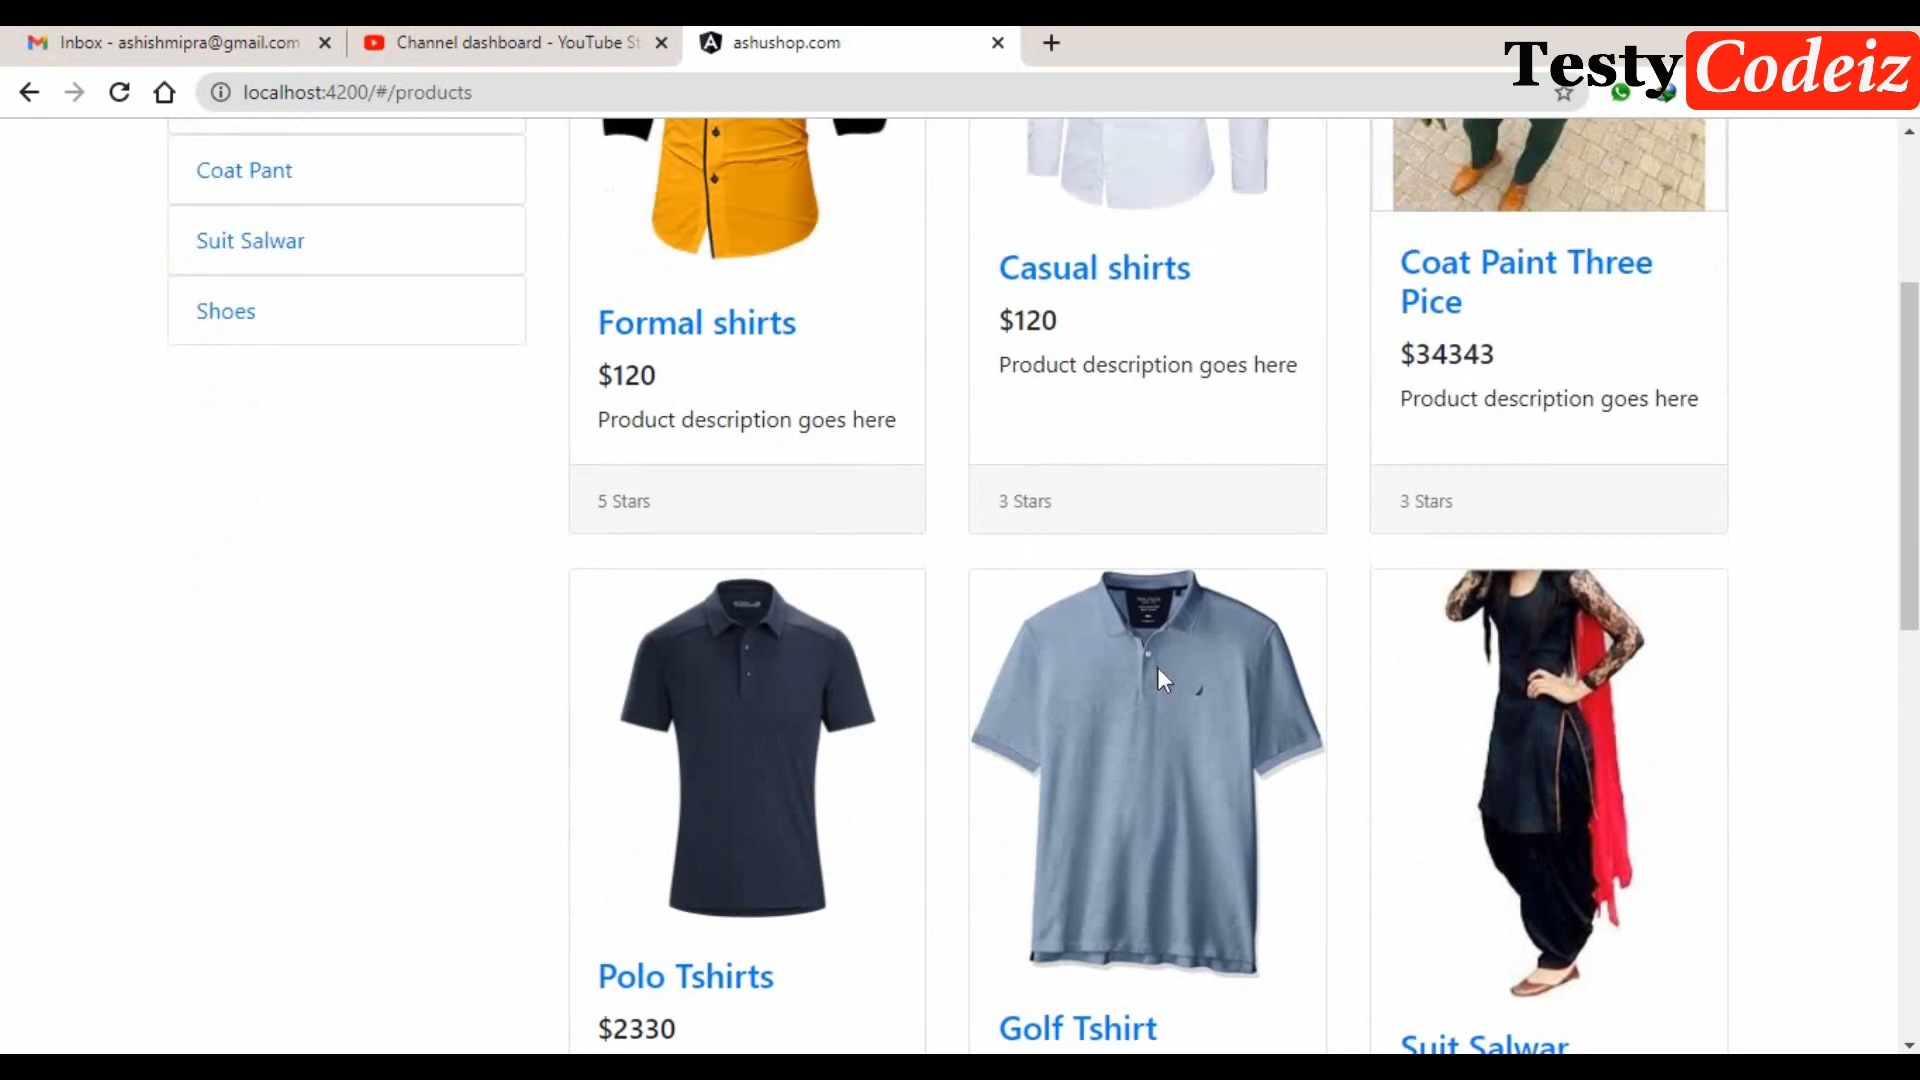 Inbox - ashishmipra@gmail.com
Channel dashboard - YouTube St
ashushop.com
Testy Codeiz
localhost:4200/#/products
Coat Pant
Suit Salwar
Shoes
Formal shirts
$120
Product description goes here
5 Stars
Casual shirts
$120
Product description goes here
3 Stars
Coat Paint Three
Pice
$34343
Product description goes here
3 Stars
Polo Tshirts
$2330
Golf Tshirt
Suit Salwar